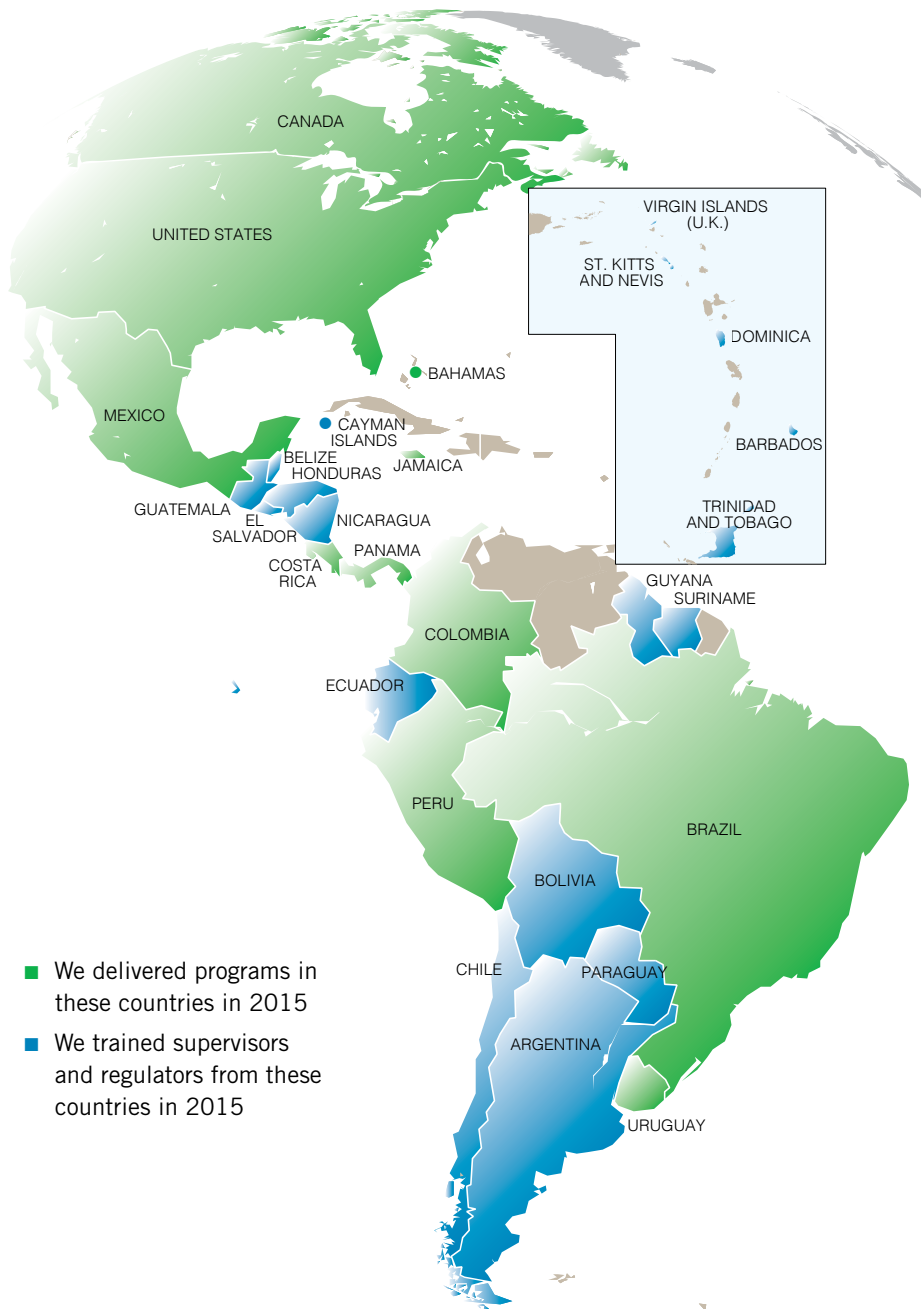 CANADA
UNITED STATES
VIRGIN ISLANDS
(U.K.)
ST. KITTS
AND NEVIS
DOMINICA
BAHAMAS
MEXICO
CAYMAN
ISLANDS
BARBADOS
BELIZE
HONDURAS
JAMAICA
GUATEMALA
EL
SALVADOR
NICARAGUA
TRINIDAD
AND TOBAGO
COSTA
RICA
PANAMA
GUYANA
SURINAME
COLOMBIA
ECUADOR
PERU
BRAZIL
BOLIVIA
CHILE
PARAGUAY
ARGENTINA
URUGUAY
We delivered programs in
these countries in 2015
We trained supervisors
and regulators from these
countries in 2015